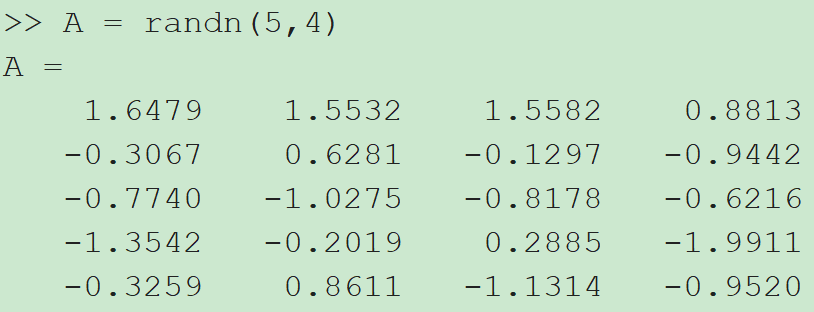 >> A = randn(5,4)
A =
1.6479 1.5532 1.5582 0.8813
-0.3067 0.6281 -0.1297 -0.9442
-0.7740 -1.0275 -0.8178 -0.6216
-1.3542 -0.2019 0.2885 -1.9911
-0.3259 0.8611 -1.1314 -0.9520